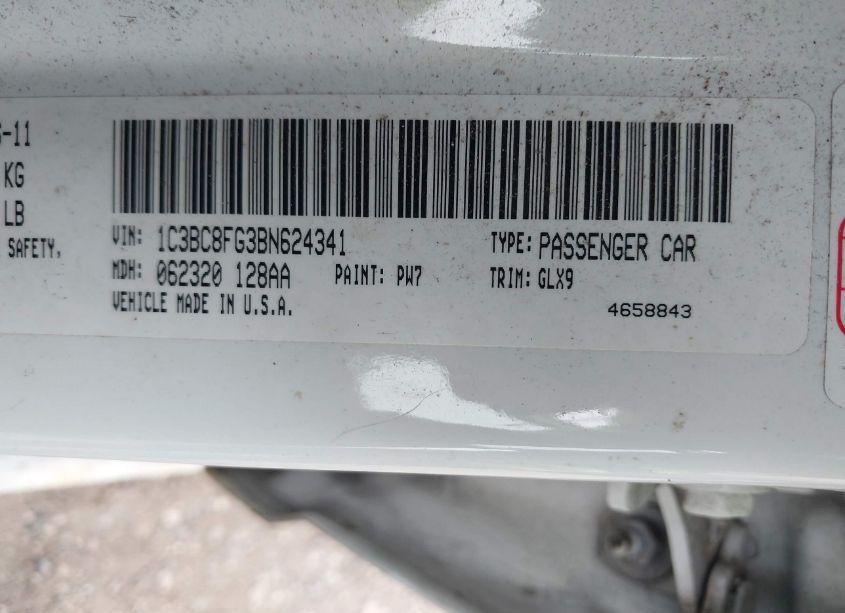 -11
KG
LB
SAFETY.
VIN: 1C3BC8FG3BN624341
TYPE: PASSENGER CAR
MDH: 062320 128AA
PAINT: PW7
TRIM: GLX9
VEHICLE MADE IN U.S.A.
4658843